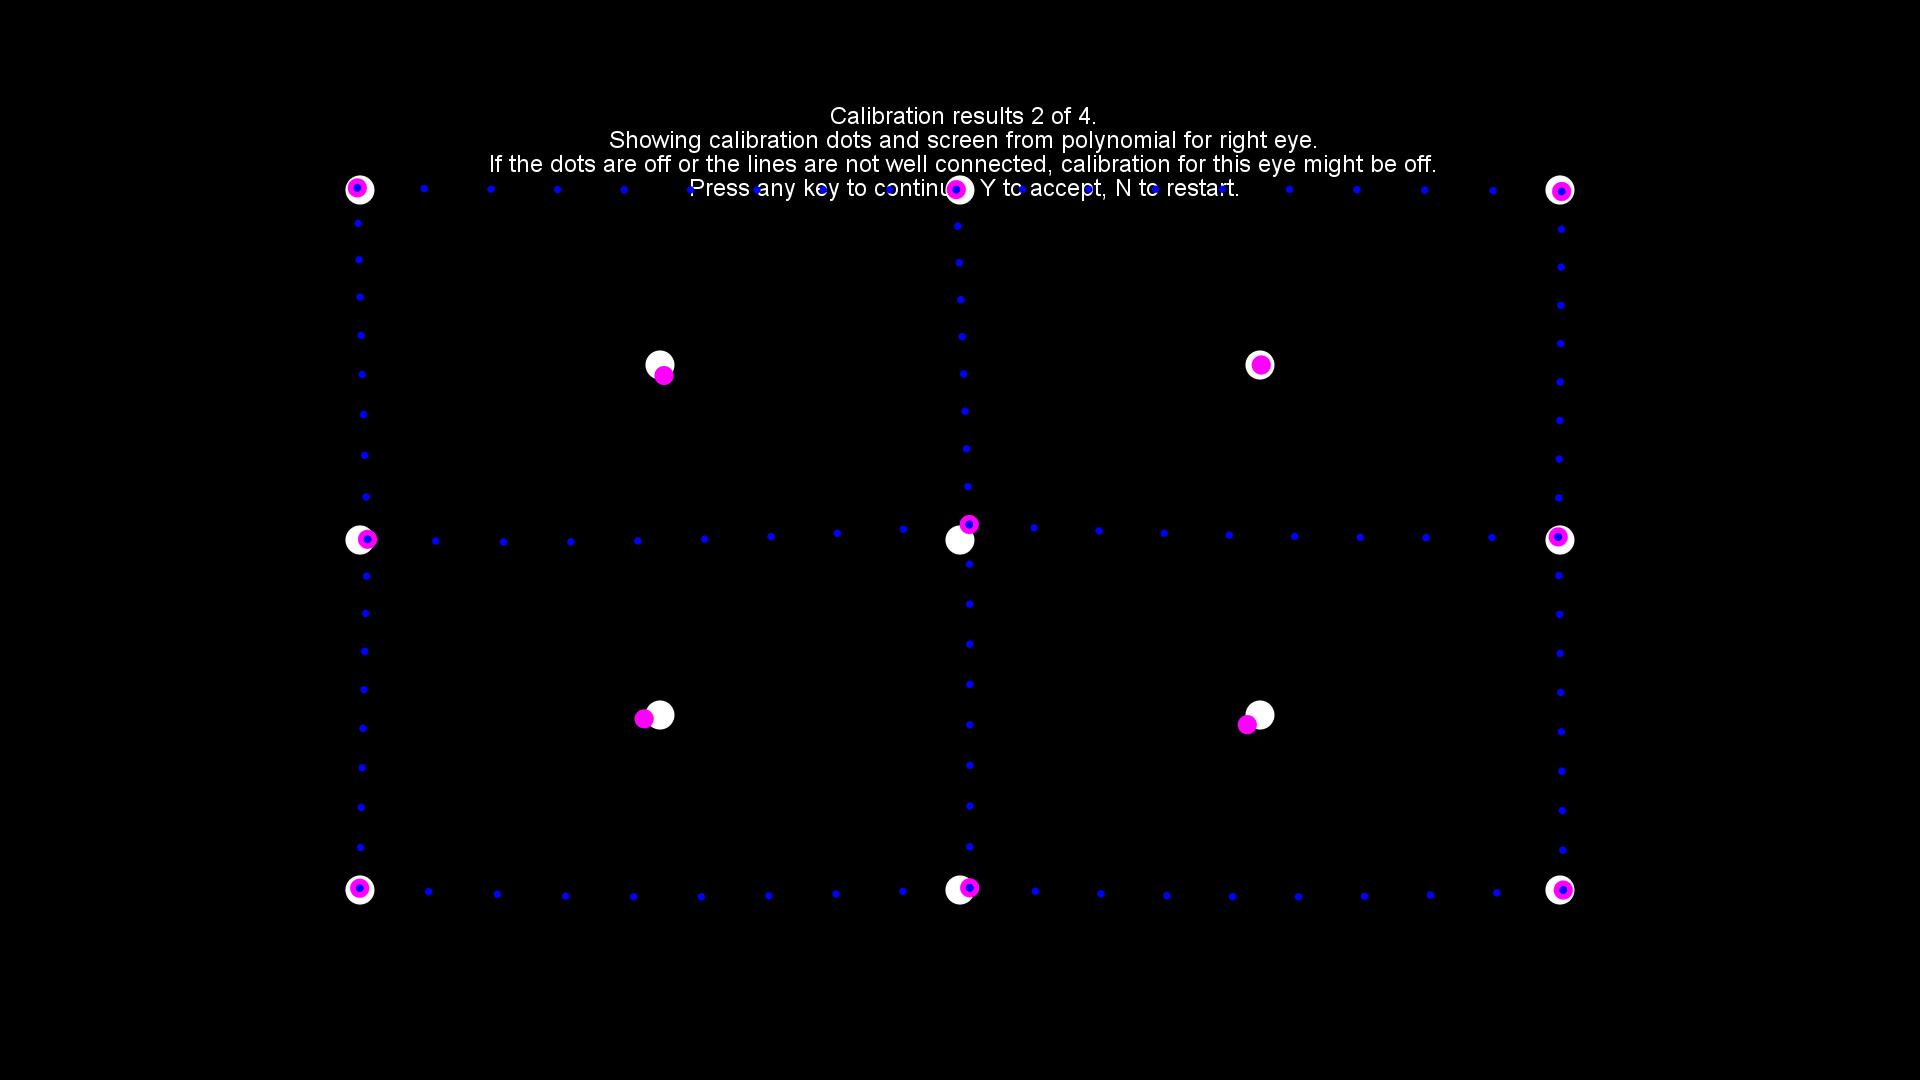 Calibration results 2 of 4.
Showing calibration dots and screen from polynomial for right eye.
If the dots are off or the lines are not well connected, calibration for this eye might be off.
Press any key to continue, Y to accept, N to restart.